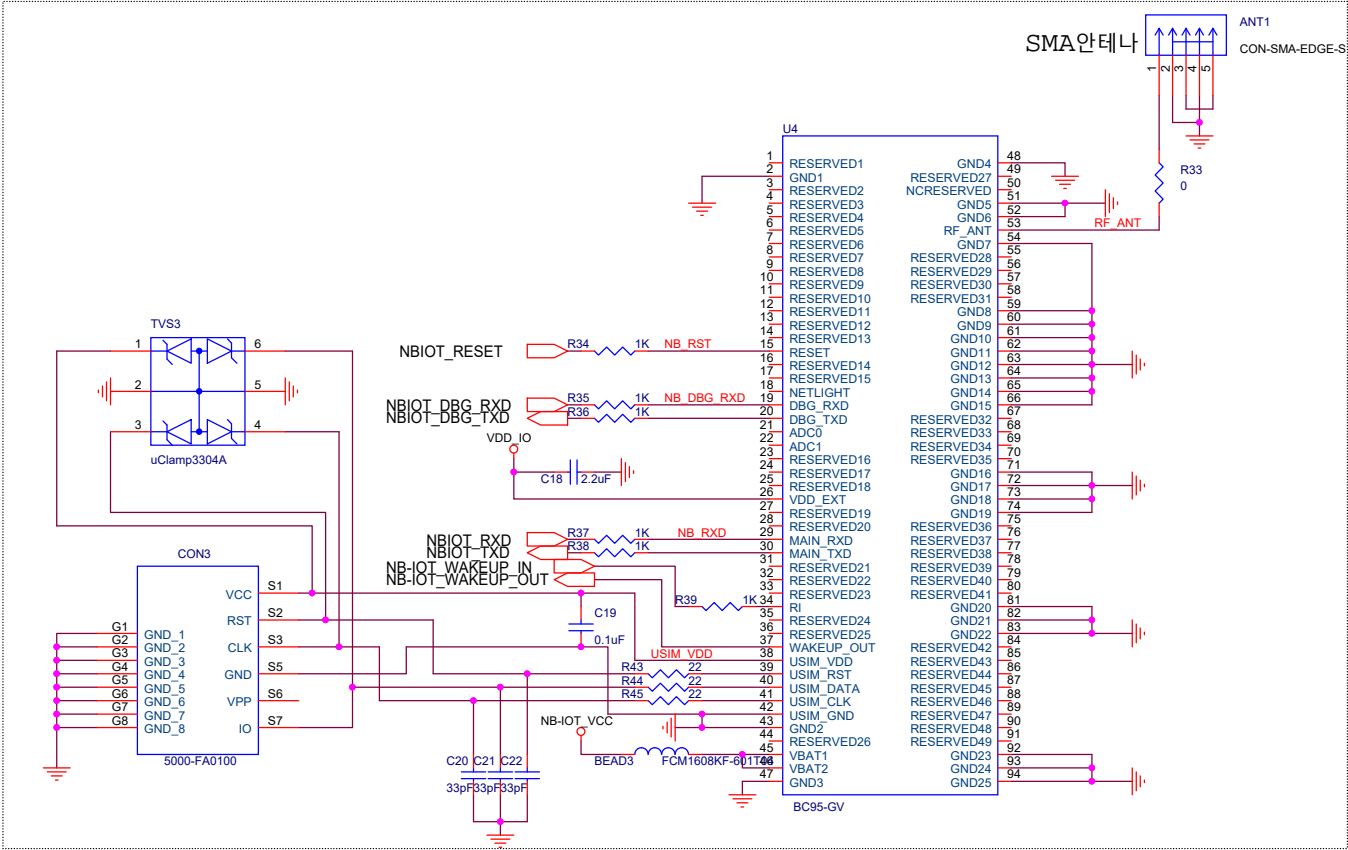 SMA안테나
ANT1
CON-SMA-EDGE-S
1
2
3
4
5
R33
0
RF_ANT
U4
1 RESERVED1
2 GND1
3 RESERVED2
4 RESERVED3
5 RESERVED4
6 RESERVED5
7 RESERVED6
8 RESERVED7
9 RESERVED8
10 RESERVED9
11 RESERVED10
12 RESERVED11
13 RESERVED12
14 RESERVED13
15 RESET
16 RESERVED14
17 RESERVED15
18 NETLIGHT
19 DBG_RXD
20 DBG_TXD
21 ADC0
22 ADC1
23 RESERVED16
24 RESERVED17
25 RESERVED18
26 VDD_EXT
27 RESERVED19
28 RESERVED20
29 MAIN_RXD
30 MAIN_TXD
31 RESERVED21
32 RESERVED22
33 RESERVED23
34 RI
35 RESERVED24
36 RESERVED25
37 WAKEUP_OUT
38 USIM_VDD
39 USIM_RST
40 USIM_DATA
41 USIM_CLK
42 USIM_GND
43 GND2
44 RESERVED26
45 VBAT1
46 VBAT2
47 GND3
GND4 48
RESERVED27 49
NCRESERVED 50
GND5 51
GND6 52
RF_ANT 53
GND7 54
RESERVED28 55
RESERVED29 56
RESERVED30 57
RESERVED31 58
GND8 59
GND9 60
GND10 61
GND11 62
GND12 63
GND13 64
GND14 65
GND15 66
RESERVED32 67
RESERVED33 68
RESERVED34 69
RESERVED35 70
GND16 71
GND17 72
GND18 73
GND19 74
RESERVED36 75
RESERVED37 76
RESERVED38 77
RESERVED39 78
RESERVED40 79
RESERVED41 80
GND20 81
GND21 82
GND22 83
RESERVED42 84
RESERVED43 85
RESERVED44 86
RESERVED45 87
RESERVED46 88
RESERVED47 89
RESERVED48 90
RESERVED49 91
GND23 92
GND24 93
GND25 94
BC95-GV
NBIOT_RESET R34 1K NB_RST
NBIOT_DBG_RXD R35 1K NB_DBG_RXD
NBIOT_DBG_TXD R36 1K
VDD_IO
C18 2.2uF
NBIOT_RXD R37 1K NB_RXD
NBIOT_TXD R38 1K
NB-IOT_WAKEUP_IN
NB-IOT_WAKEUP_OUT
R39 1K
C19
0.1uF
USIM_VDD
R43 22
R44 22
R45 22
NB-IOT_VCC
BEAD3 FCM1608KF-601T06
C20 C21 C22
33pF 33pF 33pF
TVS3
1
2
3
6
5
4
uClamp3304A
CON3
VCC S1
RST S2
CLK S3
GND S5
VPP S6
IO S7
G1 GND_1
G2 GND_2
G3 GND_3
G4 GND_4
G5 GND_5
G6 GND_6
G7 GND_7
G8 GND_8
5000-FA0100